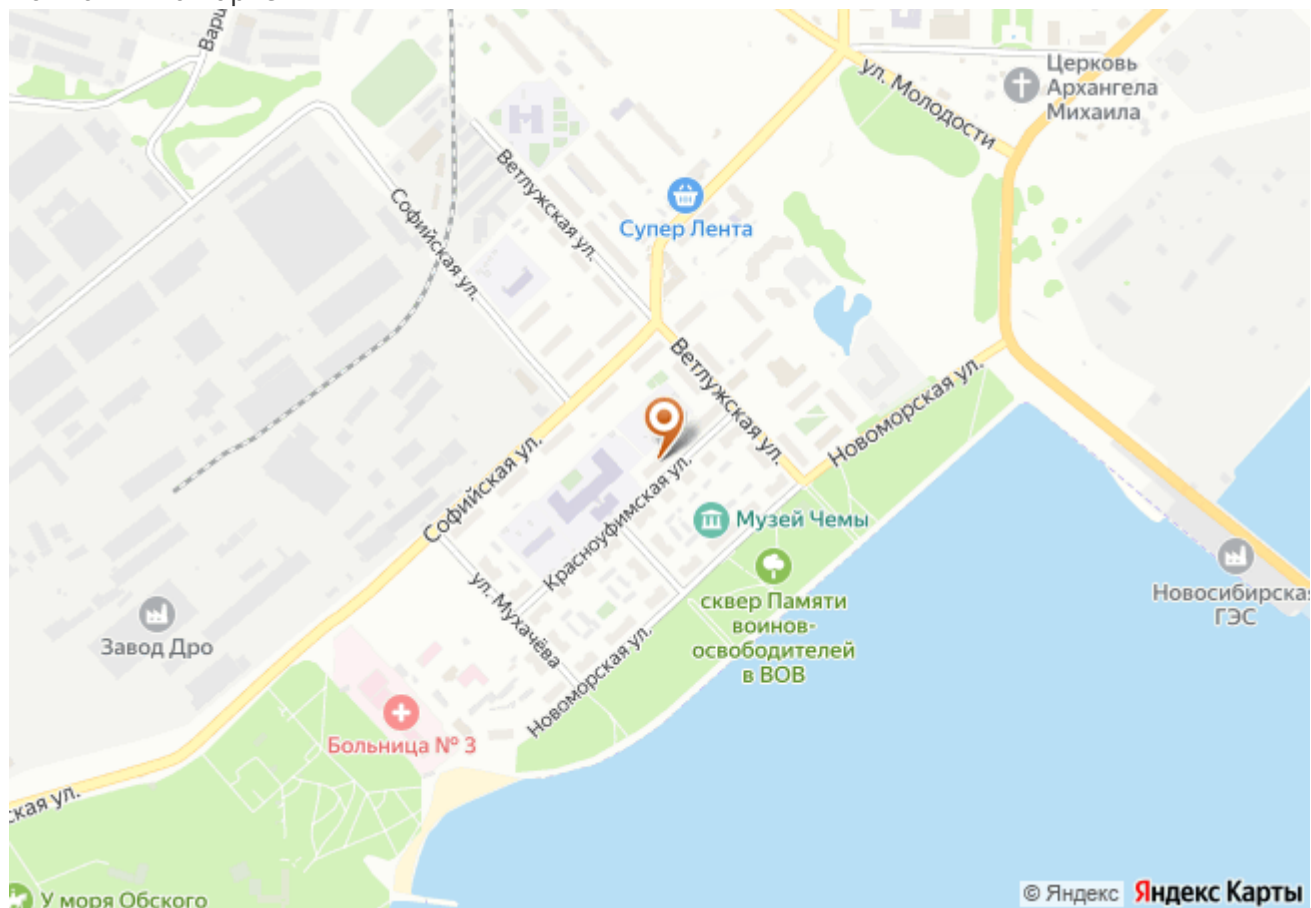 Варш
Церковь
Архангела
Михаила
ул. Молодости
Ветлужская ул.
Софийская ул.
Супер Лента
Ветлужская ул.
Новоморская ул.
Софийская ул.
Красноуфимская ул.
Музей Чемы
сквер Памяти
воинов-
освободителей
в ВОВ
Новосибирская
ГЭС
Завод Дро
ул. Мухачёва
Новоморская ул.
Больница № 3
ская ул.
У моря Обского
© Яндекс Яндекс Карты